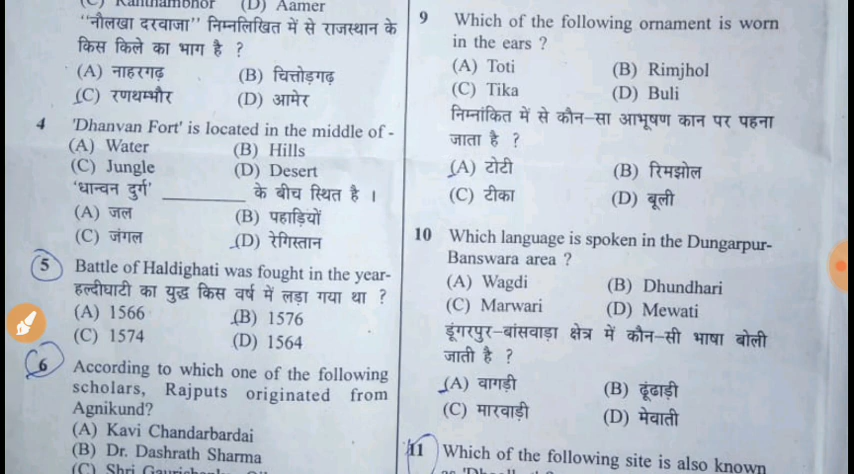 (C) Ranthambhor (D) Aamer
‘‘नौलखा दरवाजा’’ निम्नलिखित में से राजस्थान के
किस किले का भाग है ?
(A) नाहरगढ़ (B) चित्तोड़गढ़
(C) रणथम्भौर (D) आमेर
4 'Dhanvan Fort' is located in the middle of -
(A) Water (B) Hills
(C) Jungle (D) Desert
‘धान्वन दुर्ग’ ________ के बीच स्थित है ।
(A) जल (B) पहाड़ियों
(C) जंगल (D) रेगिस्तान
5 Battle of Haldighati was fought in the year-
हल्दीघाटी का युद्ध किस वर्ष में लड़ा गया था ?
(A) 1566 (B) 1576
(C) 1574 (D) 1564
6 According to which one of the following
scholars, Rajputs originated from
Agnikund?
(A) Kavi Chandarbardai
(B) Dr. Dashrath Sharma
(C) Shri
9 Which of the following ornament is worn
in the ears ?
(A) Toti (B) Rimjhol
(C) Tika (D) Buli
निम्नांकित में से कौन-सा आभूषण कान पर पहना
जाता है ?
(A) टोटी (B) रिमझोल
(C) टीका (D) बूली
10 Which language is spoken in the Dungarpur-
Banswara area ?
(A) Wagdi (B) Dhundhari
(C) Marwari (D) Mewati
डूंगरपुर-बांसवाड़ा क्षेत्र में कौन-सी भाषा बोली
जाती है ?
(A) वागड़ी (B) ढूंढाड़ी
(C) मारवाड़ी (D) मेवाती
11 Which of the following site is also known